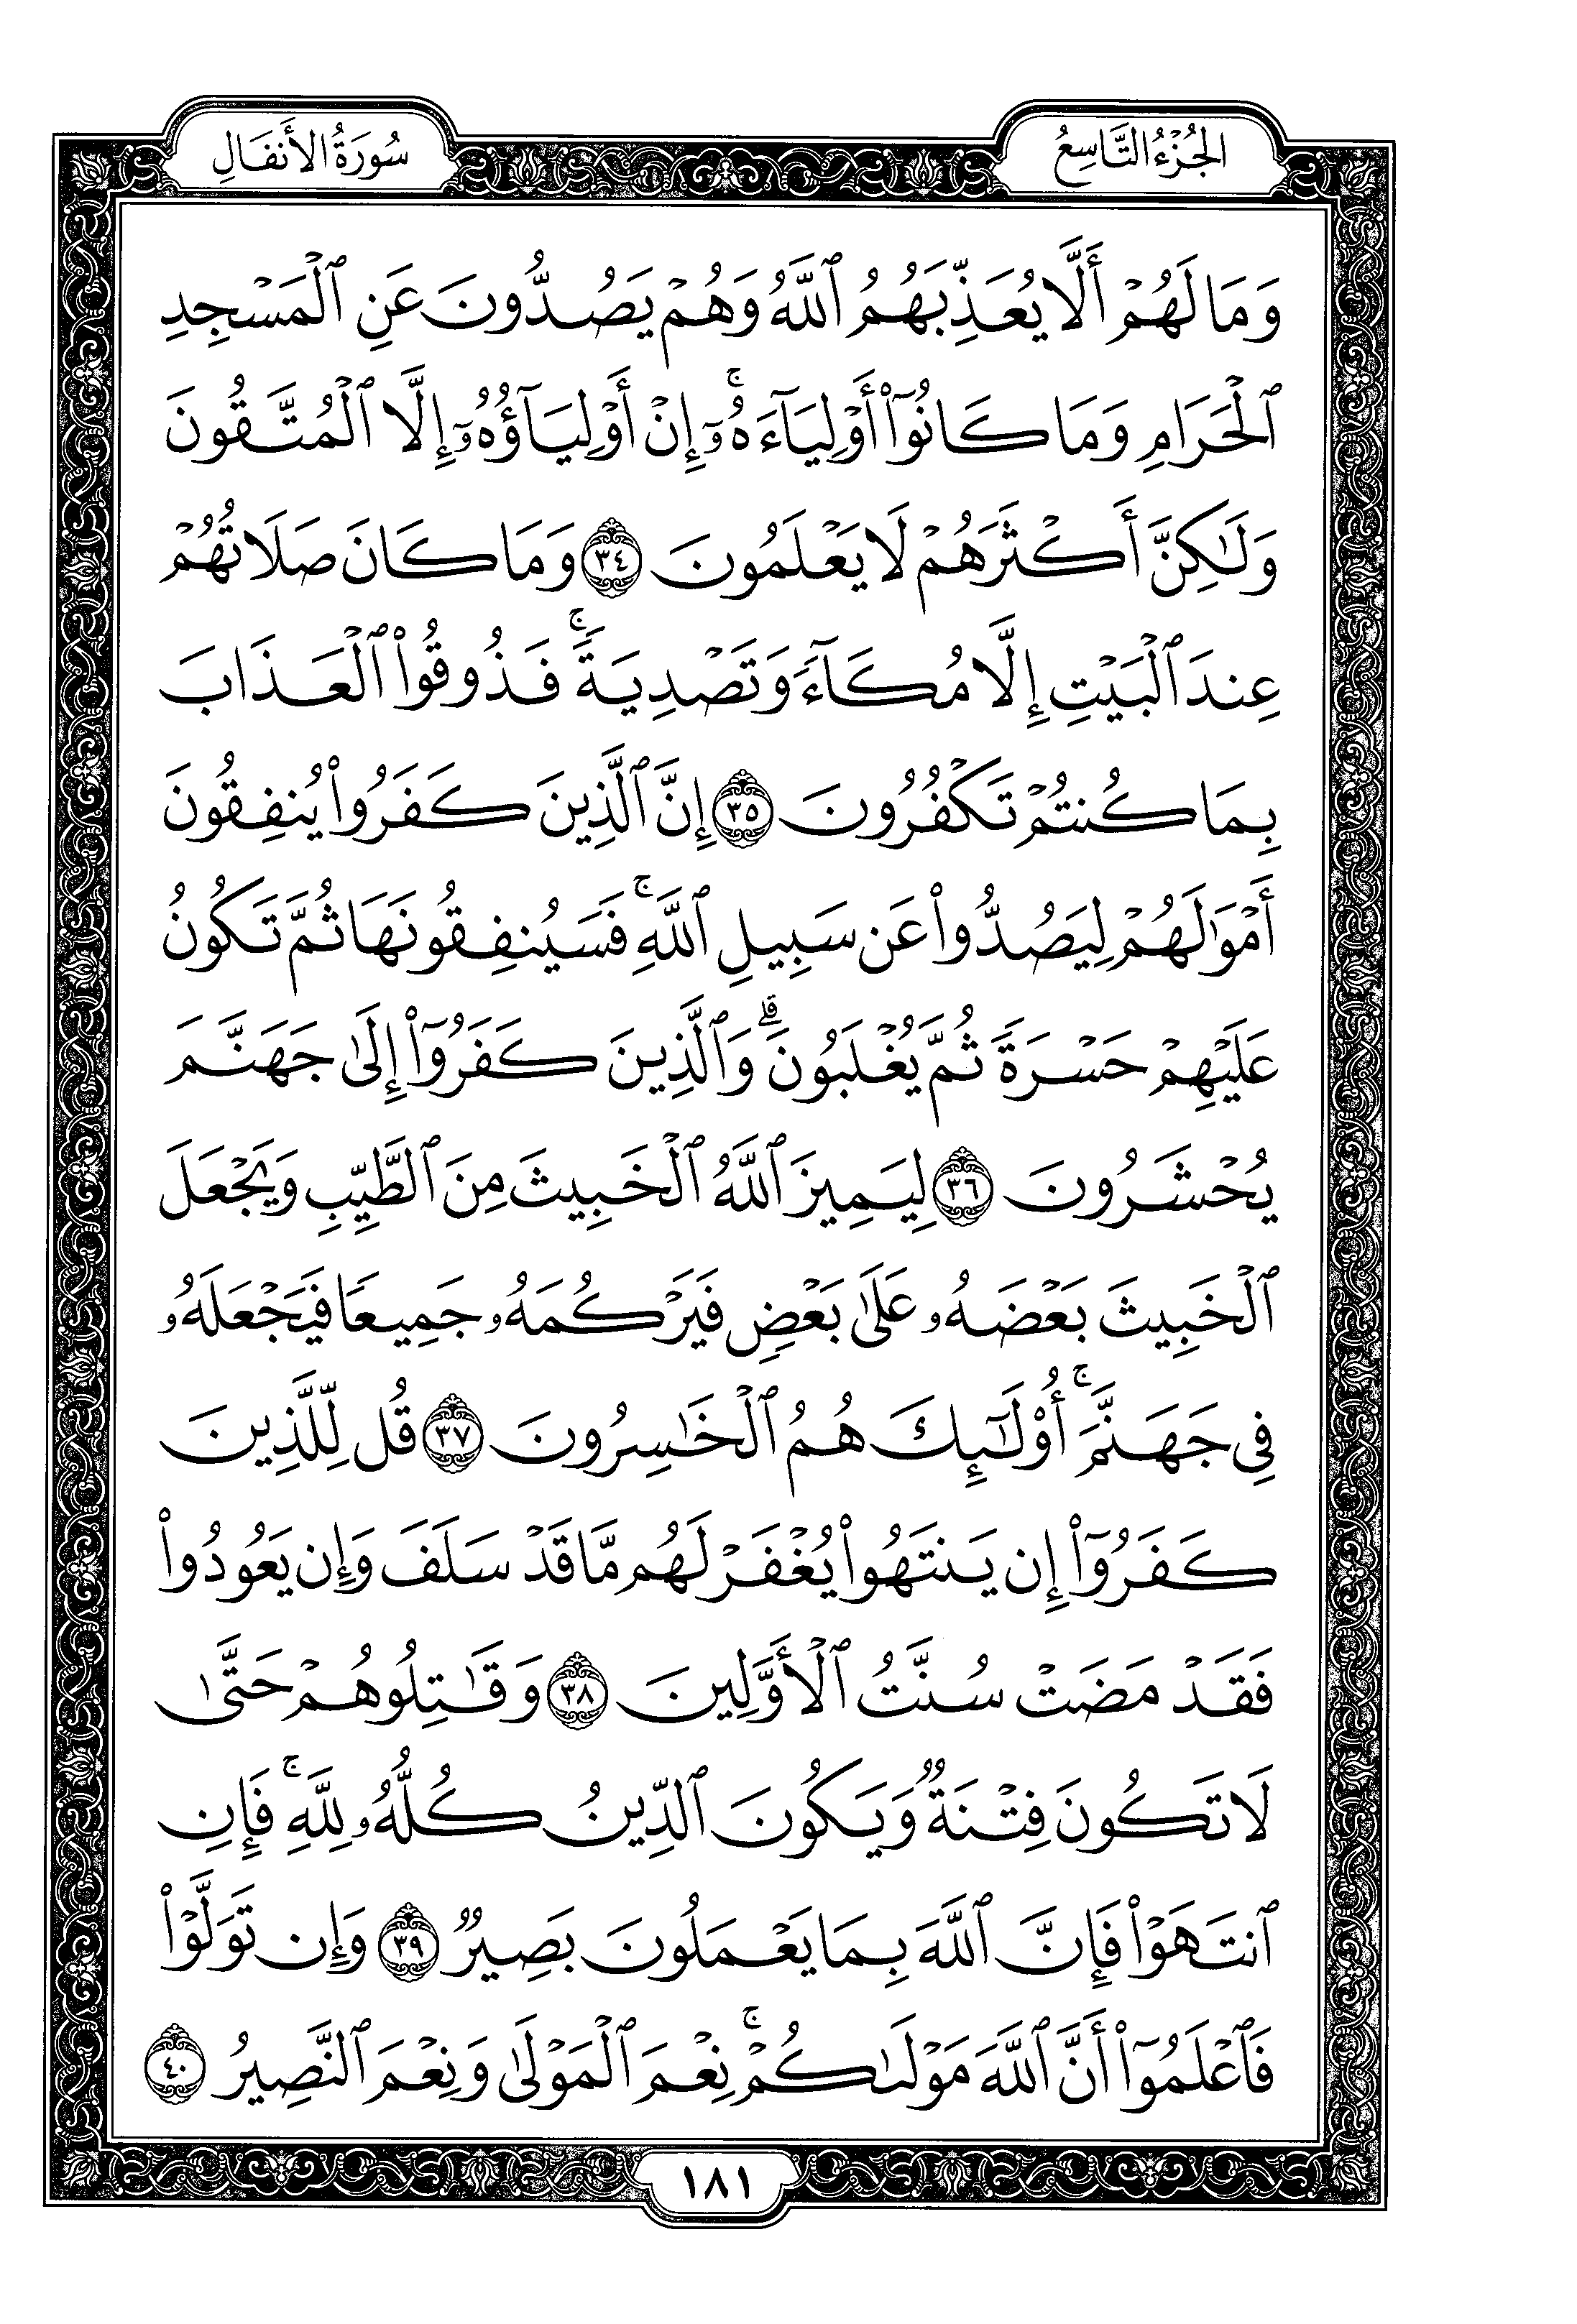 الجُزْءُ التَّاسِعُ
سُورَةُ الأَنفَالِ
وَمَا لَهُمْ أَلَّا يُعَذِّبَهُمُ ٱللَّهُ وَهُمْ يَصُدُّونَ عَنِ ٱلْمَسْجِدِ
ٱلْحَرَامِ وَمَا كَانُوٓا۟ أَوْلِيَآءَهُۥٓ ۚ إِنْ أَوْلِيَآؤُهُۥٓ إِلَّا ٱلْمُتَّقُونَ
وَلَـٰكِنَّ أَكْثَرَهُمْ لَا يَعْلَمُونَ ٣٤ وَمَا كَانَ صَلَاتُهُمْ
عِندَ ٱلْبَيْتِ إِلَّا مُكَآءً وَتَصْدِيَةً ۚ فَذُوقُوا۟ ٱلْعَذَابَ
بِمَا كُنتُمْ تَكْفُرُونَ ٣٥ إِنَّ ٱلَّذِينَ كَفَرُوا۟ يُنفِقُونَ
أَمْوَٰلَهُمْ لِيَصُدُّوا۟ عَن سَبِيلِ ٱللَّهِ ۚ فَسَيُنفِقُونَهَا ثُمَّ تَكُونُ
عَلَيْهِمْ حَسْرَةً ثُمَّ يُغْلَبُونَ ۗ وَٱلَّذِينَ كَفَرُوٓا۟ إِلَىٰ جَهَنَّمَ
يُحْشَرُونَ ٣٦ لِيَمِيزَ ٱللَّهُ ٱلْخَبِيثَ مِنَ ٱلطَّيِّبِ وَيَجْعَلَ
ٱلْخَبِيثَ بَعْضَهُۥ عَلَىٰ بَعْضٍ فَيَرْكُمَهُۥ جَمِيعًا فَيَجْعَلَهُۥ
فِى جَهَنَّمَ ۚ أُو۟لَـٰٓئِكَ هُمُ ٱلْخَـٰسِرُونَ ٣٧ قُل لِّلَّذِينَ
كَفَرُوٓا۟ إِن يَنتَهُوا۟ يُغْفَرْ لَهُم مَّا قَدْ سَلَفَ وَإِن يَعُودُوا۟
فَقَدْ مَضَتْ سُنَّتُ ٱلْأَوَّلِينَ ٣٨ وَقَـٰتِلُوهُمْ حَتَّىٰ
لَا تَكُونَ فِتْنَةٌ وَيَكُونَ ٱلدِّينُ كُلُّهُۥ لِلَّهِ ۚ فَإِنِ
ٱنتَهَوْا۟ فَإِنَّ ٱللَّهَ بِمَا يَعْمَلُونَ بَصِيرٌ ٣٩ وَإِن تَوَلَّوْا۟
فَٱعْلَمُوٓا۟ أَنَّ ٱللَّهَ مَوْلَىٰكُمْ ۚ نِعْمَ ٱلْمَوْلَىٰ وَنِعْمَ ٱلنَّصِيرُ ٤٠
١٨١